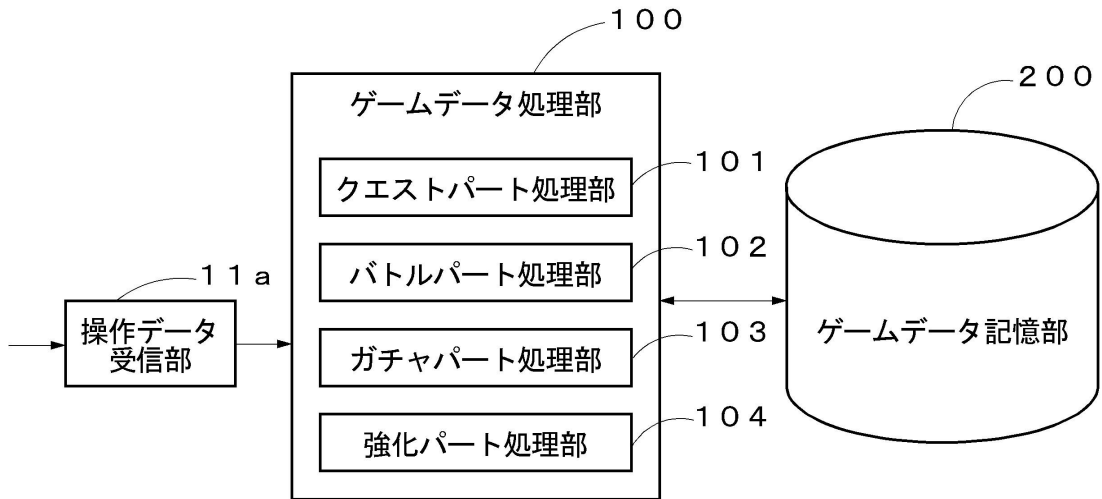 １００
ゲームデータ処理部
２００
１０１
クエストパート処理部
１０２
バトルパート処理部
１１ａ
操作データ
受信部
１０３
ガチャパート処理部
ゲームデータ記憶部
１０４
強化パート処理部